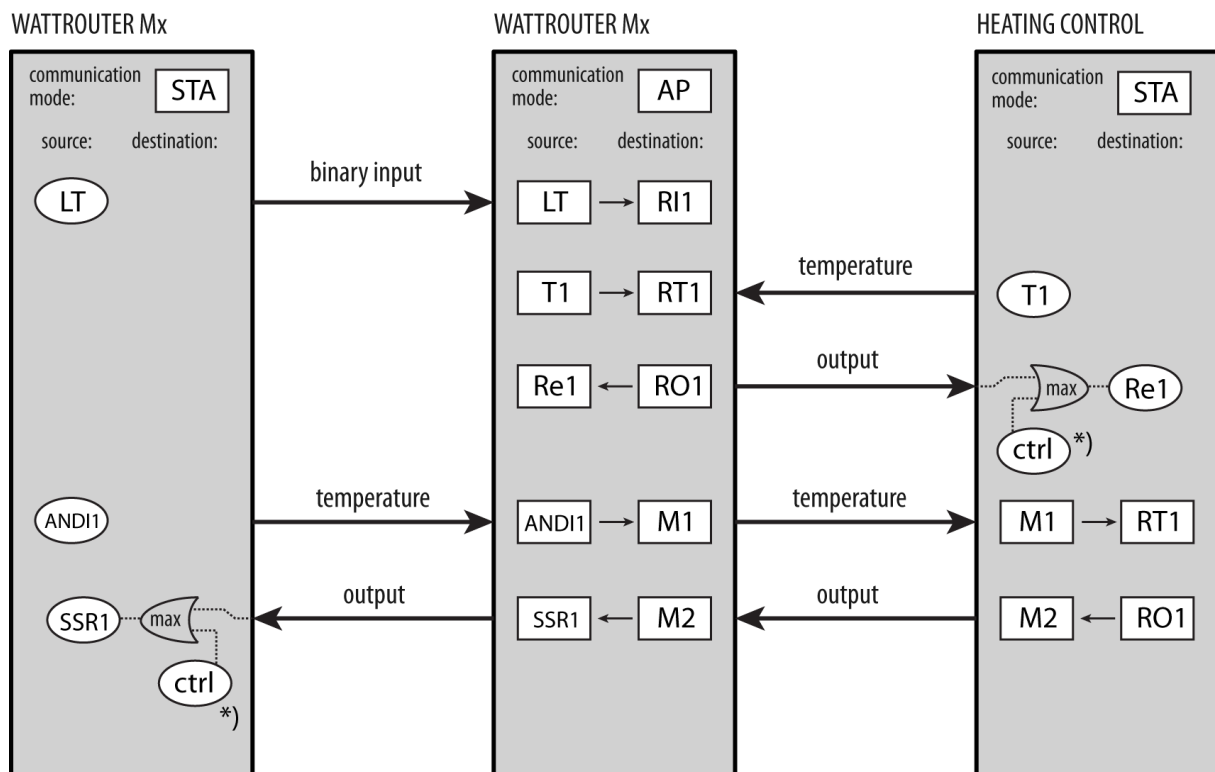 WATTROUTER Mx
WATTROUTER Mx
HEATING CONTROL
communication mode: STA
communication mode: AP
communication mode: STA
source: destination:
source: destination:
source: destination:
LT
binary input
LT RI1
T1 RT1
temperature
T1
Re1 RO1
output
max Re1
ctrl *)
ANDI1
temperature
ANDI1 M1
temperature
M1 RT1
SSR1 max
output
SSR1 M2
output
M2 RO1
ctrl
*)